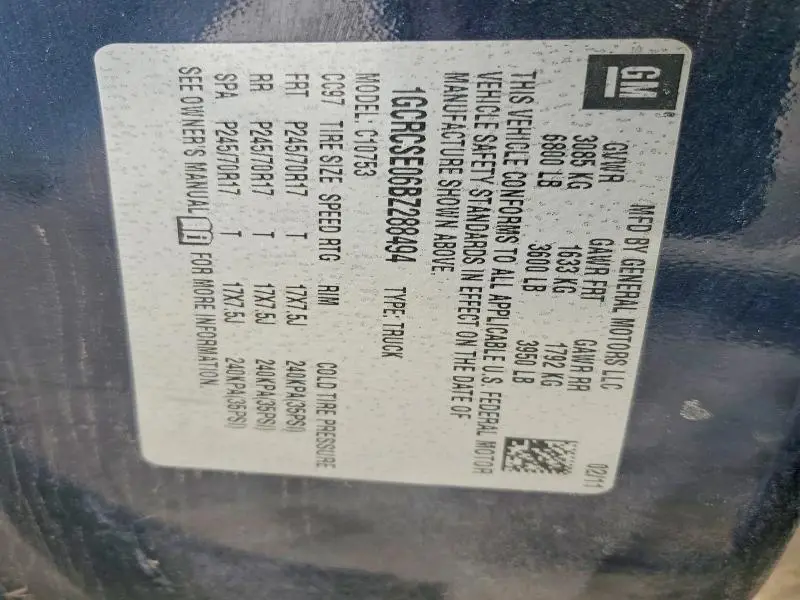 GM
MFD BY GENERAL MOTORS LLC 02/11
GVWR GAWR FRT GAWR RR
3085 KG 1633 KG 1792 KG
6800 LB 3600 LB 3950 LB
THIS VEHICLE CONFORMS TO ALL APPLICABLE U.S. FEDERAL MOTOR
VEHICLE SAFETY STANDARDS IN EFFECT ON THE DATE OF
MANUFACTURE SHOWN ABOVE.
1GCRCSE06BZ288494 TYPE: TRUCK
MODEL: C10753
CC97 TIRE SIZE SPEED RTG RIM COLD TIRE PRESSURE
FRT P245/70R17 T 17X7.5J 240KPA(35PSI)
RR P245/70R17 T 17X7.5J 240KPA(35PSI)
SPA P245/70R17 T 17X7.5J 240KPA(35PSI)
SEE OWNER'S MANUAL FOR MORE INFORMATION.